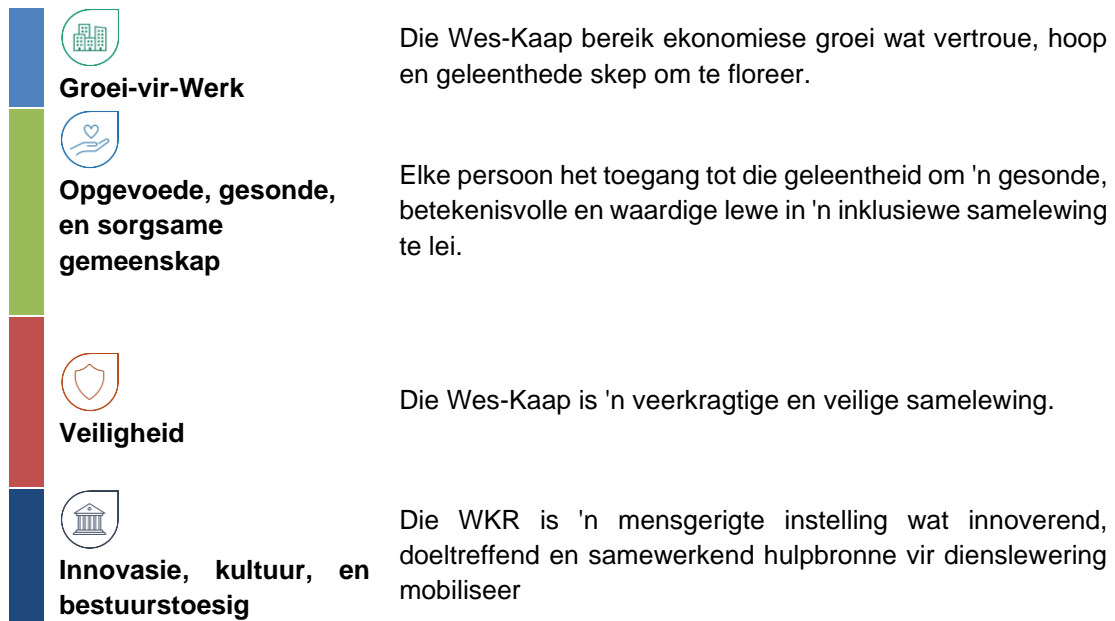 Groei-vir-Werk
Die Wes-Kaap bereik ekonomiese groei wat vertroue, hoop
en geleenthede skep om te floreer.
Opgevoede, gesonde,
en sorgsame
gemeenskap
Elke persoon het toegang tot die geleentheid om 'n gesonde,
betekenisvolle en waardige lewe in 'n inklusiewe samelewing
te lei.
Veiligheid
Die Wes-Kaap is 'n veerkragtige en veilige samelewing.
Innovasie, kultuur, en
bestuurstoesig
Die WKR is 'n mensgerigte instelling wat innoverend,
doeltreffend en samewerkend hulpbronne vir dienslewering
mobiliseer